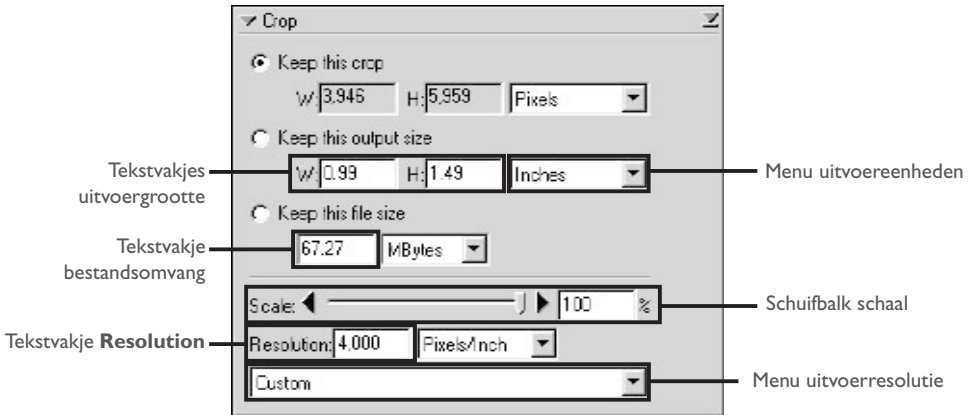 Crop
Keep this crop
W: 3,946 H: 5,959 Pixels
Keep this output size
Tekstvakjes uitvoergrootte
W: 0.99 H: 1.49 Inches
Menu uitvoereenheden
Keep this file size
Tekstvakje bestandsomvang
67.27 MBytes
Scale: 100 %
Schuifbalk schaal
Tekstvakje Resolution
Resolution: 4,000 Pixels/Inch
Custom
Menu uitvoerresolutie